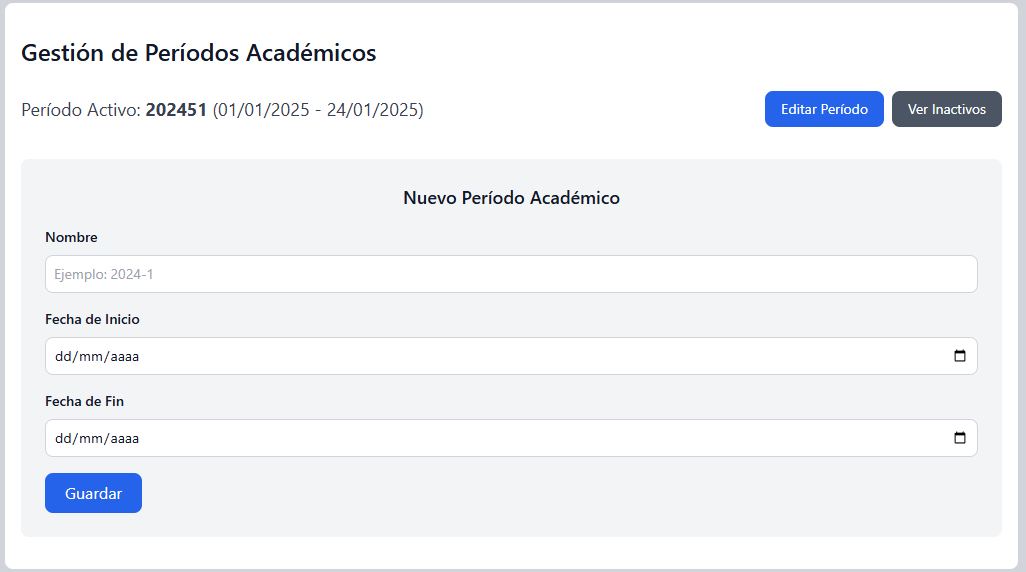 Gestión de Períodos Académicos
Período Activo: 202451 (01/01/2025 - 24/01/2025)
Editar Período
Ver Inactivos
Nuevo Período Académico
Nombre
Ejemplo: 2024-1
Fecha de Inicio
dd/mm/aaaa
Fecha de Fin
dd/mm/aaaa
Guardar